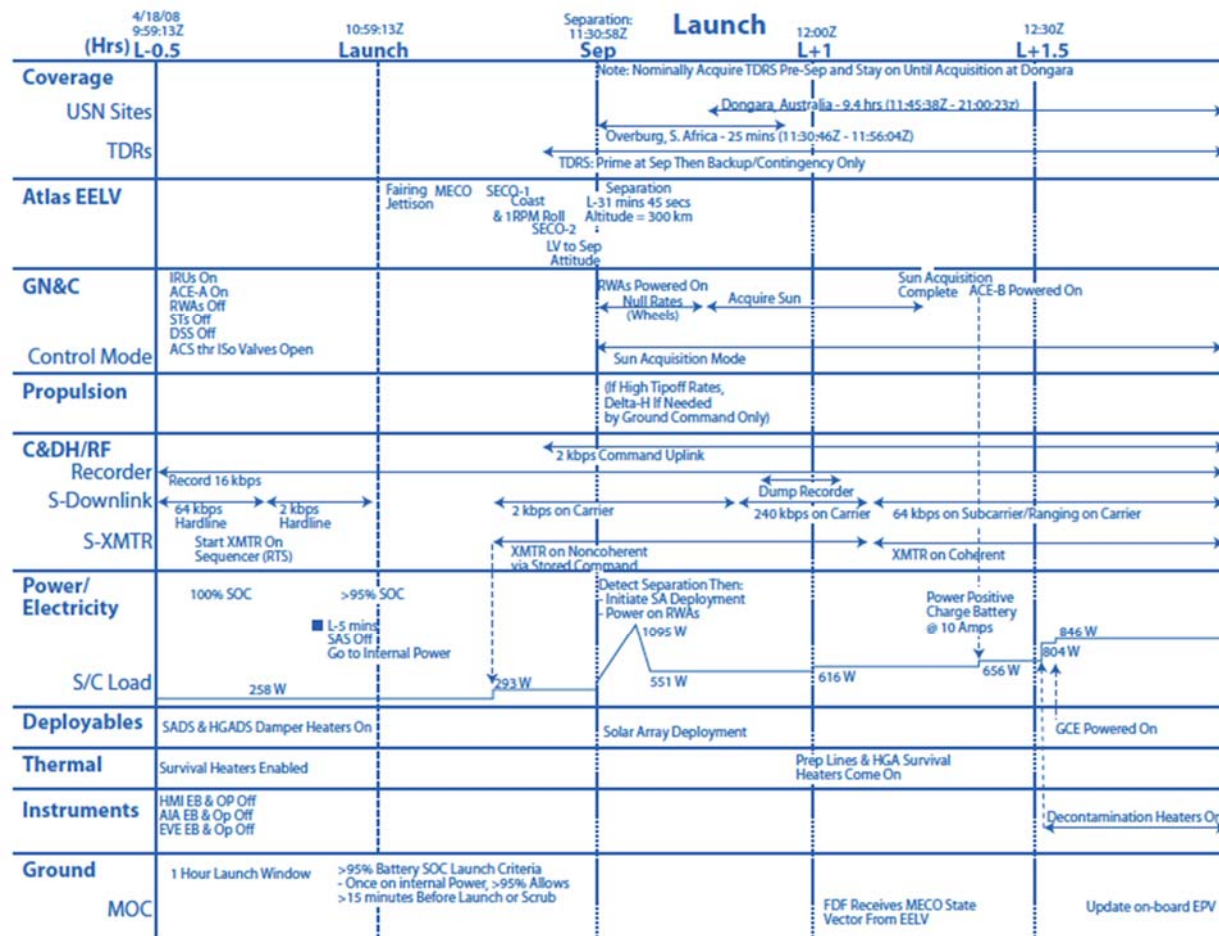 Launch
4/18/08
9:59:13Z
10:59:13Z
Separation:
11:30:58Z
12:00Z
12:30Z
(Hrs) L-0.5
Launch
Sep
L+1
L+1.5
Coverage
Note: Nominally Acquire TDRS Pre-Sep and Stay on Until Acquisition at Dongara
USN Sites
Dongara, Australia - 9.4 hrs (11:45:38Z - 21:00:23z)
Overburg, S. Africa - 25 mins (11:30:46Z - 11:56:04Z)
TDRs
TDRS: Prime at Sep Then Backup/Contingency Only
Atlas EELV
Fairing
Jettison
MECO
SECO-1
Coast
& 1RPM Roll
SECO-2
LV to Sep
Attitude
Separation
L-31 mins 45 secs
Altitude = 300 km
GN&C
IRUs On
ACE-A On
RWAs Off
STs Off
DSS Off
ACS thr ISo Valves Open
RWAs Powered On
Null Rates
(Wheels)
Acquire Sun
Sun Acquisition
Complete
ACE-B Powered On
Control Mode
Sun Acquisition Mode
Propulsion
(If High Tipoff Rates,
Delta-H If Needed
by Ground Command Only)
C&DH/RF
2 kbps Command Uplink
Recorder
Record 16 kbps
Dump Recorder
S-Downlink
64 kbps
Hardline
2 kbps
Hardline
2 kbps on Carrier
240 kbps on Carrier
64 kbps on Subcarrier/Ranging on Carrier
S-XMTR
Start XMTR On
Sequencer (RTS)
XMTR on Noncoherent
via Stored Command
XMTR on Coherent
Power/
Electricity
100% SOC
>95% SOC
L-5 mins
SAS Off
Go to Internal Power
Detect Separation Then:
- Initiate SA Deployment
- Power on RWAs
Power Positive
Charge Battery
@ 10 Amps
S/C Load
258 W
293 W
1095 W
551 W
616 W
656 W
804 W
846 W
Deployables
SADS & HGADS Damper Heaters On
Solar Array Deployment
GCE Powered On
Thermal
Survival Heaters Enabled
Prep Lines & HGA Survival
Heaters Come On
Instruments
HMI EB & OP Off
AIA EB & Op Off
EVE EB & Op Off
Decontamination Heaters On
Ground
1 Hour Launch Window
>95% Battery SOC Launch Criteria
- Once on internal Power, >95% Allows
>15 minutes Before Launch or Scrub
MOC
FDF Receives MECO State
Vector From EELV
Update on-board EPV